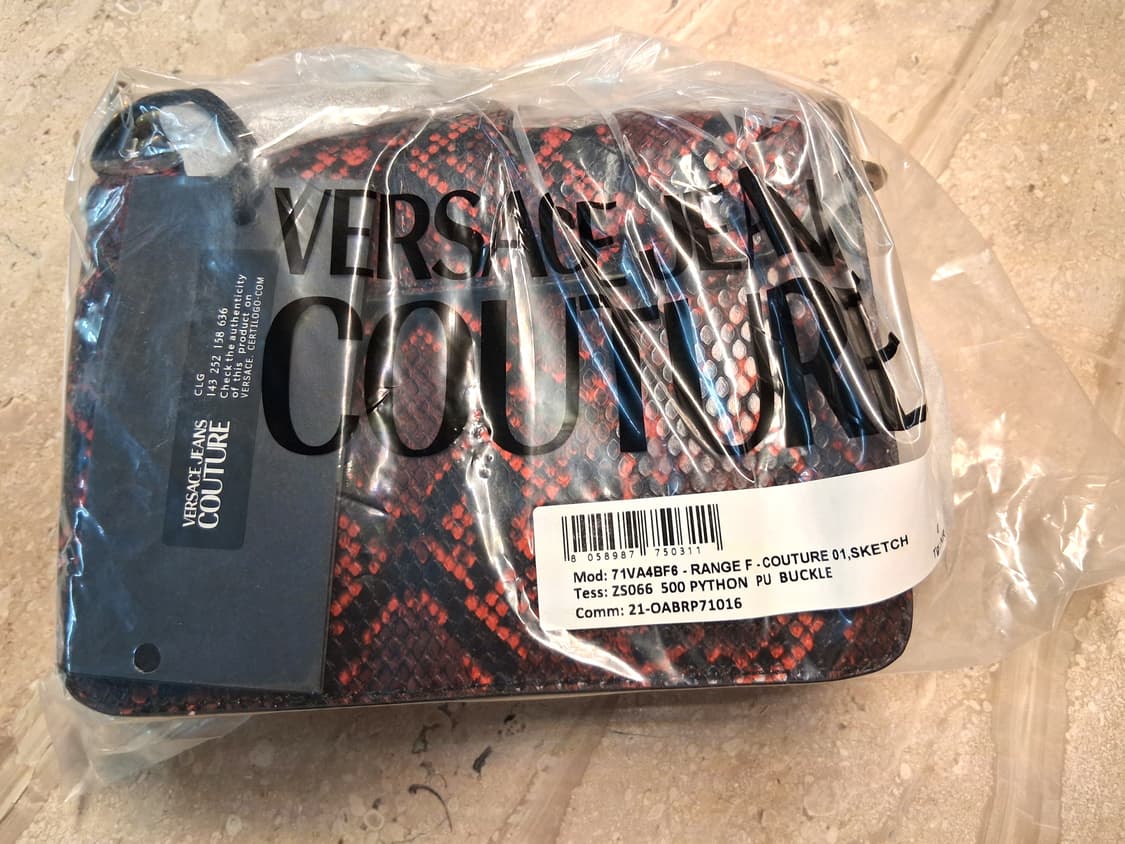 VERSACE JEANS
COUTURE
VERSACE JEANS
COUTURE
CLG
143 252 158 636
Check the authenticity
of this product on
VERSACE. CERTILOGO-COM
8 058987 750311
Mod: 71VA4BF6 - RANGE F - COUTURE 01,SKETCH
Tess: ZS066 500 PYTHON PU BUCKLE
Comm: 21-OABRP71016